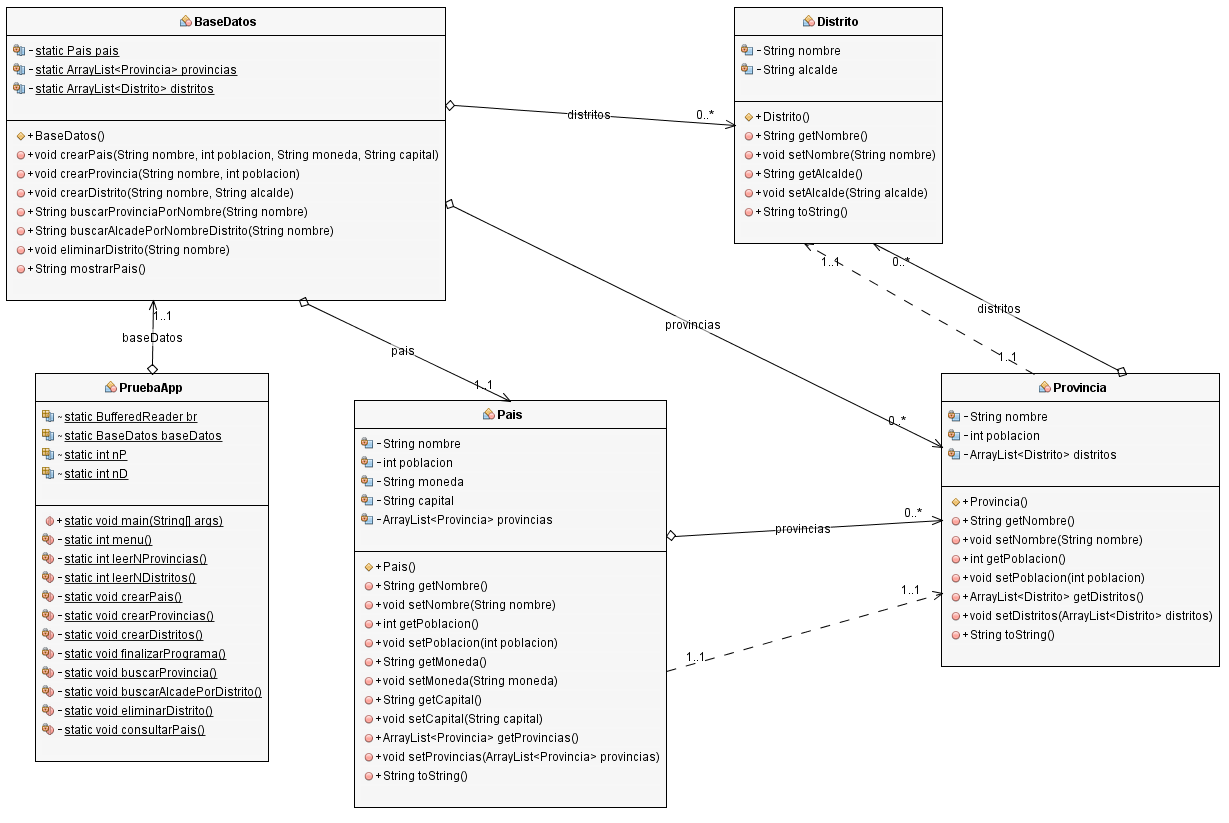 BaseDatos
- static Pais pais
- static ArrayList<Provincia> provincias
- static ArrayList<Distrito> distritos
+ BaseDatos()
+ void crearPais(String nombre, int poblacion, String moneda, String capital)
+ void crearProvincia(String nombre, int poblacion)
+ void crearDistrito(String nombre, String alcalde)
+ String buscarProvinciaPorNombre(String nombre)
+ String buscarAlcadePorNombreDistrito(String nombre)
+ void eliminarDistrito(String nombre)
+ String mostrarPais()
Distrito
- String nombre
- String alcalde
+ Distrito()
+ String getNombre()
+ void setNombre(String nombre)
+ String getAlcalde()
+ void setAlcalde(String alcalde)
+ String toString()
distritos
0..*
provincias
0..*
pais
1..1
1..1
baseDatos
1..1
1..1
0..*
distritos
PruebaApp
~ static BufferedReader br
~ static BaseDatos baseDatos
~ static int nP
~ static int nD
+ static void main(String[] args)
- static int menu()
- static int leerNProvincias()
- static int leerNDistritos()
- static void crearPais()
- static void crearProvincias()
- static void crearDistritos()
- static void finalizarPrograma()
- static void buscarProvincia()
- static void buscarAlcadePorDistrito()
- static void eliminarDistrito()
- static void consultarPais()
Pais
- String nombre
- int poblacion
- String moneda
- String capital
- ArrayList<Provincia> provincias
+ Pais()
+ String getNombre()
+ void setNombre(String nombre)
+ int getPoblacion()
+ void setPoblacion(int poblacion)
+ String getMoneda()
+ void setMoneda(String moneda)
+ String getCapital()
+ void setCapital(String capital)
+ ArrayList<Provincia> getProvincias()
+ void setProvincias(ArrayList<Provincia> provincias)
+ String toString()
provincias
0..*
1..1
1..1
Provincia
- String nombre
- int poblacion
- ArrayList<Distrito> distritos
+ Provincia()
+ String getNombre()
+ void setNombre(String nombre)
+ int getPoblacion()
+ void setPoblacion(int poblacion)
+ ArrayList<Distrito> getDistritos()
+ void setDistritos(ArrayList<Distrito> distritos)
+ String toString()